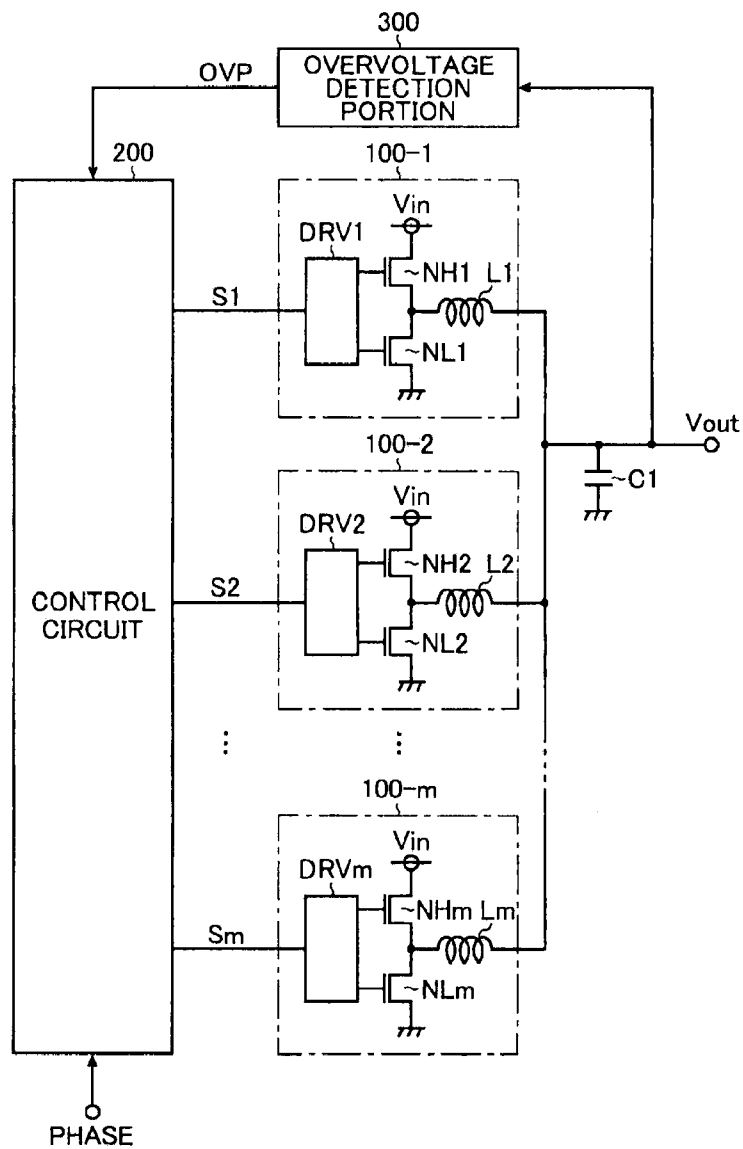 300
OVP
OVERVOLTAGE
DETECTION
PORTION
200
100-1
Vin
DRV1
NH1
L1
S1
NL1
Vout
100-2
C1
Vin
DRV2
NH2
L2
S2
CONTROL
CIRCUIT
NL2
...
...
100-m
Vin
DRVm
NHm
Lm
Sm
NLm
PHASE